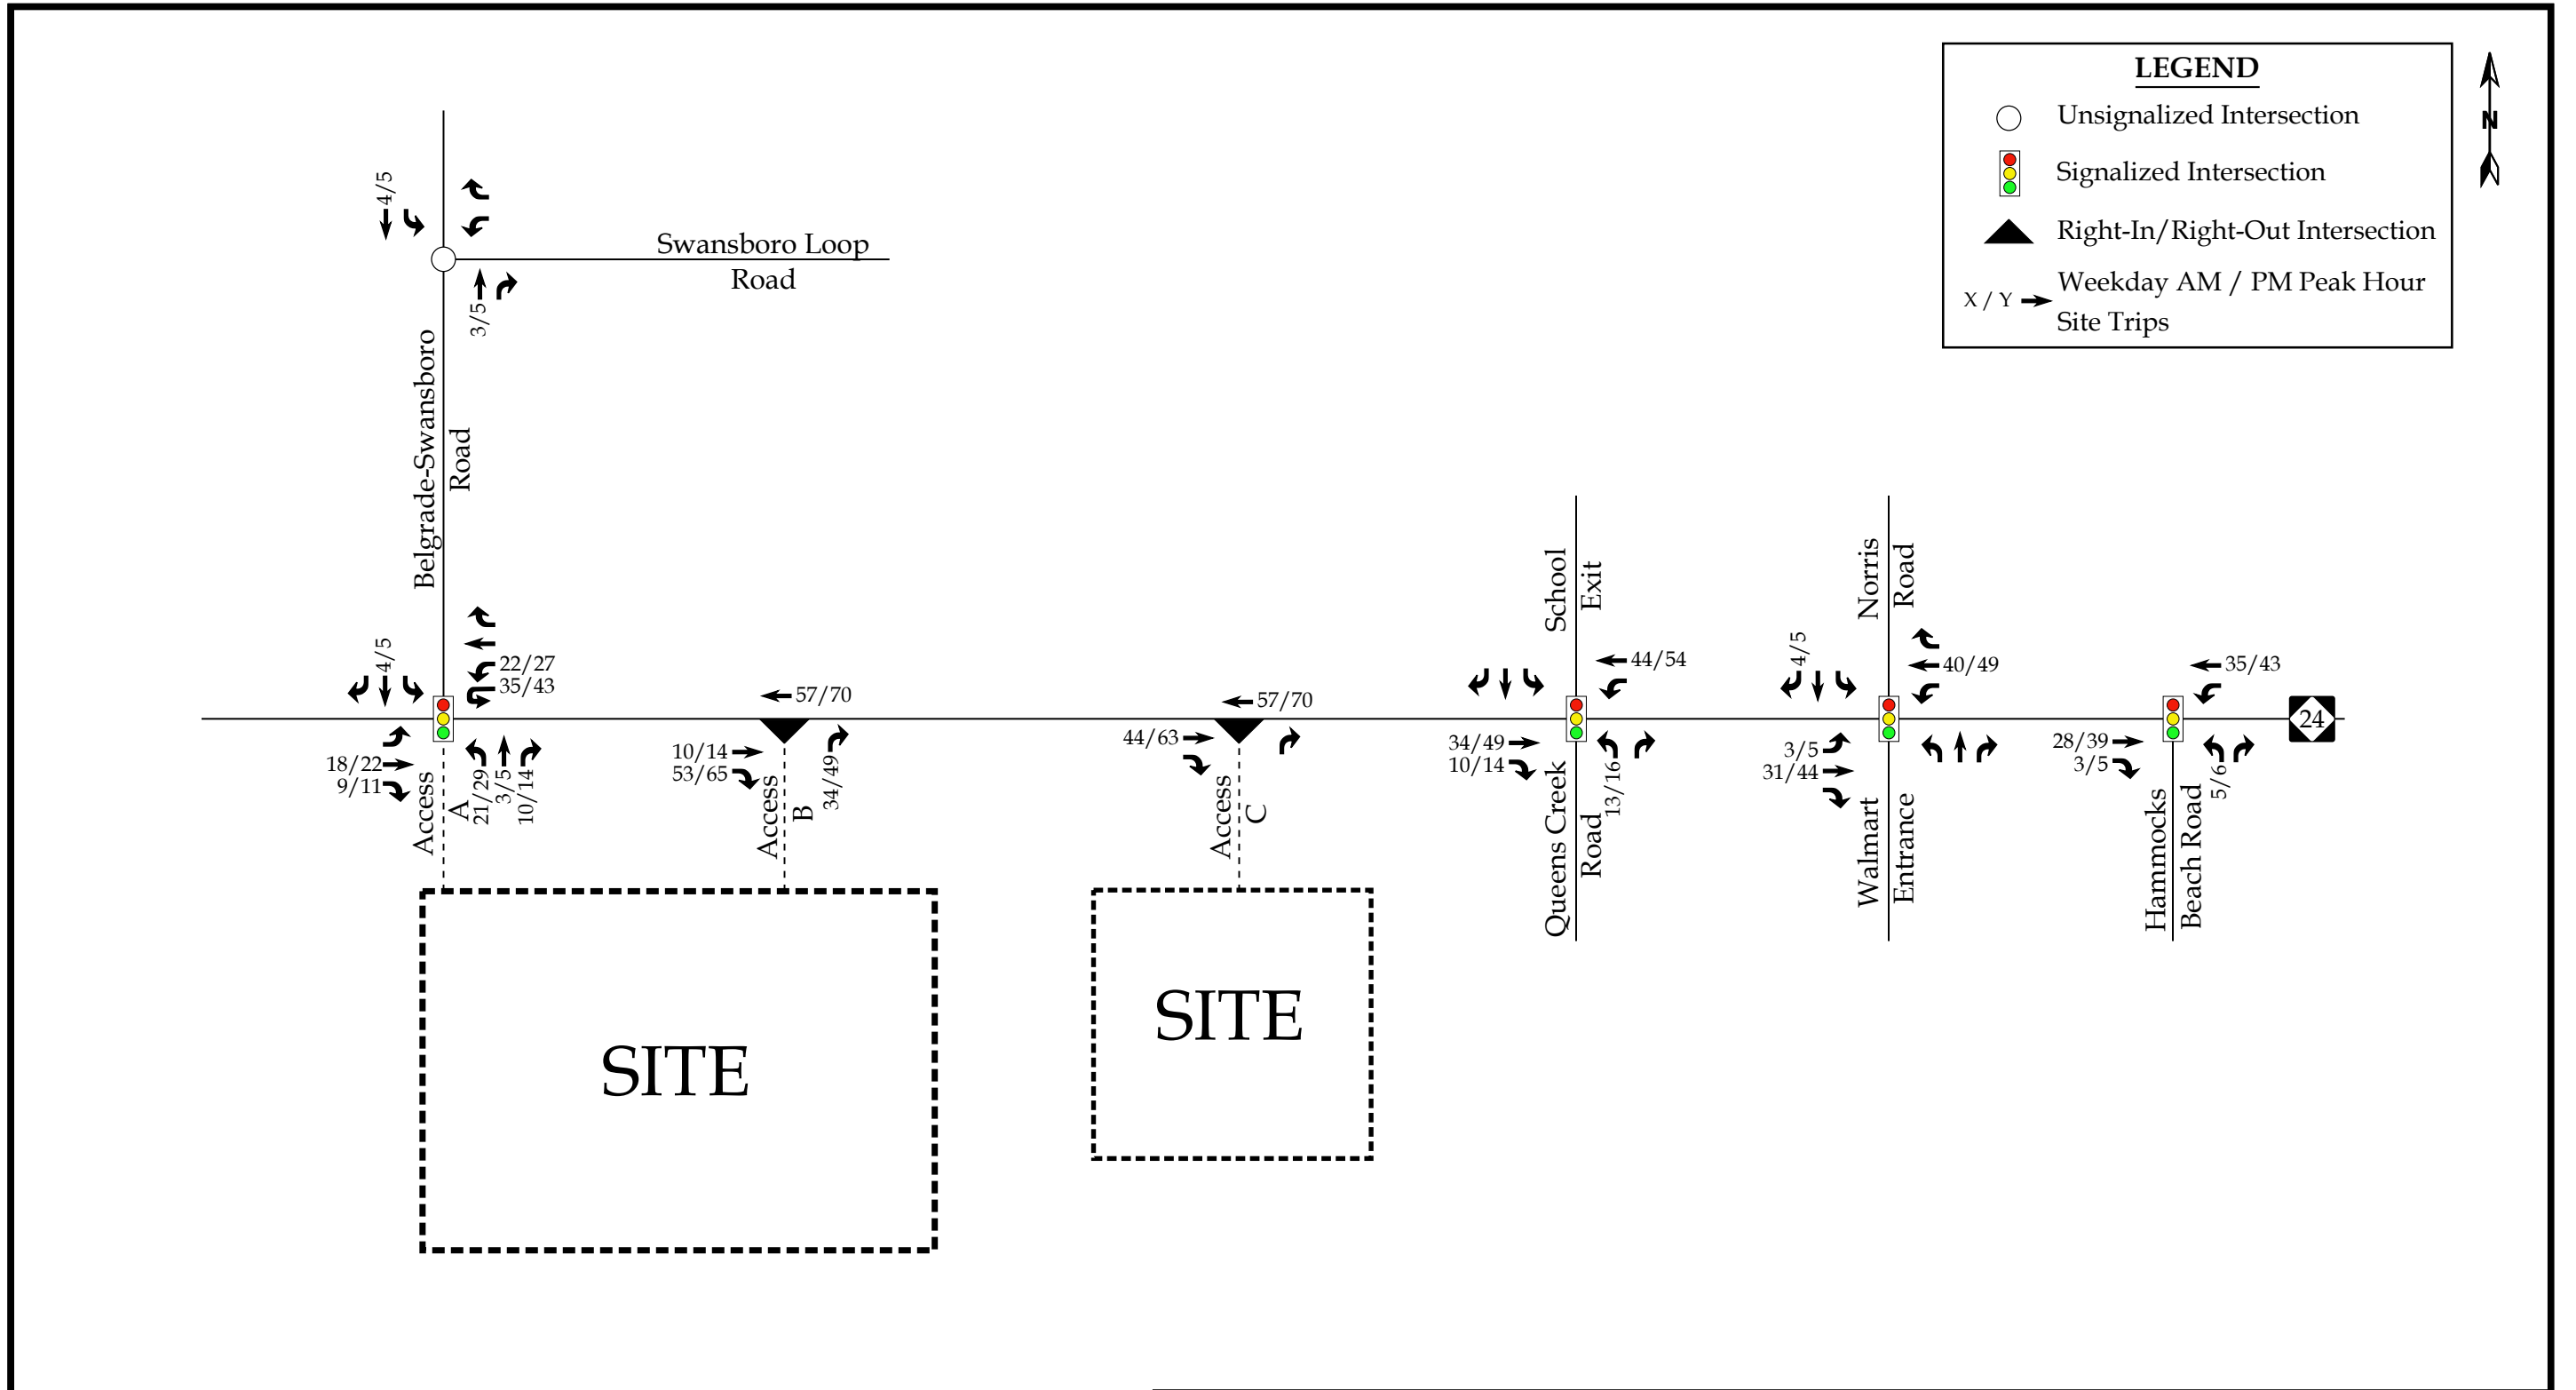 LEGEND
Unsignalized Intersection
Signalized Intersection
Right-In/Right-Out Intersection
X / Y
Weekday AM / PM Peak Hour
Site Trips
N
4/5
Swansboro Loop
Road
3/5
Belgrade-Swansboro
Road
4/5
22/27
35/43
18/22
9/11
Access
A
21/29
3/5
10/14
57/70
10/14
53/65
Access
B
34/49
57/70
44/63
Access
C
School
Exit
44/54
34/49
10/14
Queens Creek
Road
13/16
Norris
Road
4/5
40/49
3/5
31/44
Walmart
Entrance
35/43
28/39
3/5
Hammocks
Beach Road
5/6
24
SITE
SITE